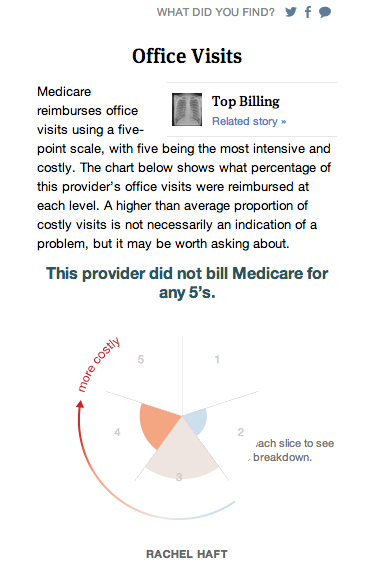 WHAT DID YOU FIND?
Office Visits
Medicare
reimburses office
visits using a five-
point scale, with five being the most intensive and
costly. The chart below shows what percentage of
this provider's office visits were reimbursed at
each level. A higher than average proportion of
costly visits is not necessarily an indication of a
problem, but it may be worth asking about.
Top Billing
Related story »
This provider did not bill Medicare for
any 5's.
more costly
5
1
4
2
3
slice to see
breakdown.
RACHEL HAFT